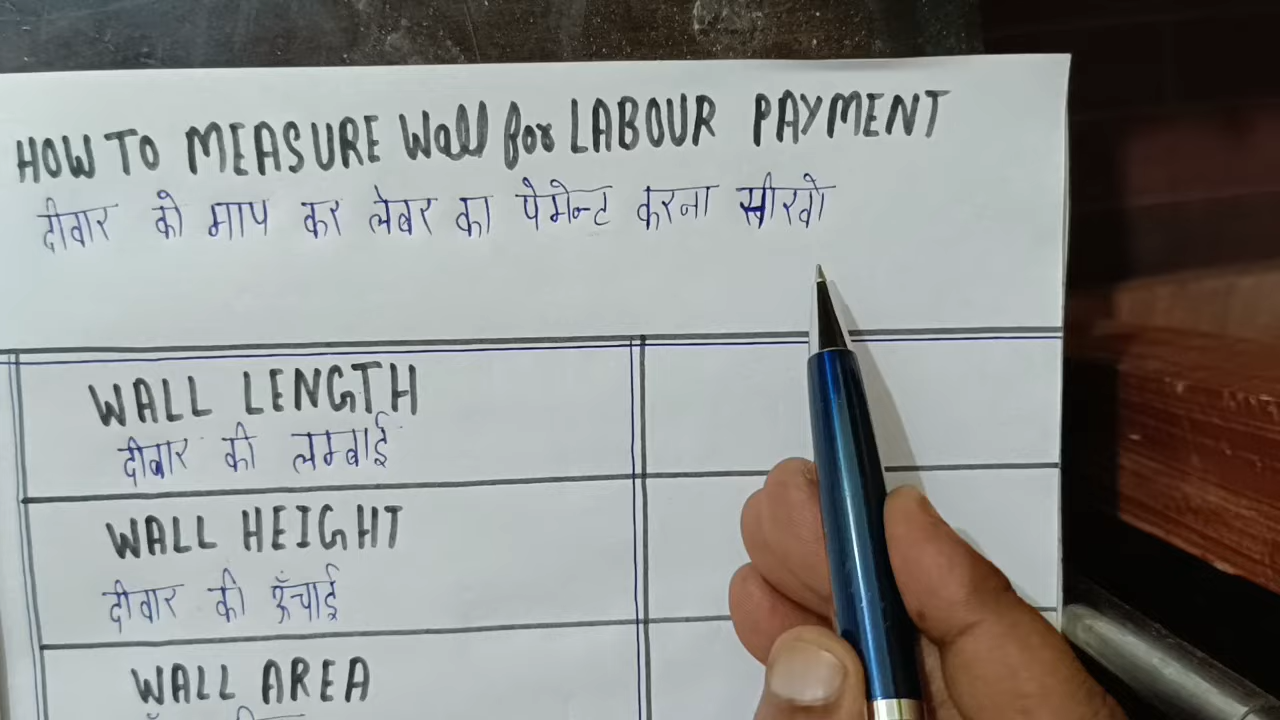 HOW TO MEASURE Wall for LABOUR PAYMENT
दीवार को माप कर लेबर का पेमेन्ट करना सीखो
WALL LENGTH
दीवार की लम्बाई
WALL HEIGHT
दीवार की ऊँचाई
WALL AREA